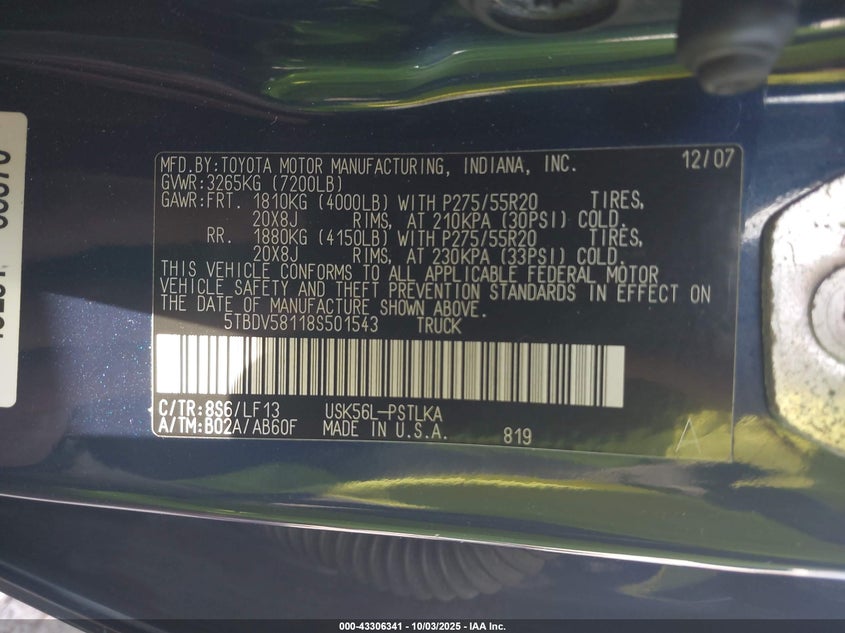 MFD.BY:TOYOTA MOTOR MANUFACTURING, INDIANA, INC. 12/07
GVWR:3265KG (7200LB)
GAWR:FRT. 1810KG (4000LB) WITH P275/55R20 TIRES,
20X8J RIMS, AT 210KPA (30PSI) COLD.
RR. 1880KG (4150LB) WITH P275/55R20 TIRES,
20X8J RIMS, AT 230KPA (33PSI) COLD.
THIS VEHICLE CONFORMS TO ALL APPLICABLE FEDERAL MOTOR
VEHICLE SAFETY AND THEFT PREVENTION STANDARDS IN EFFECT ON
THE DATE OF MANUFACTURE SHOWN ABOVE.
5TBDV58118S501543 TRUCK
C/TR:8S6/LF13 USK56L-PSTLKA
A/TM:B02A/AB60F MADE IN U.S.A. 819 A
000-43306341 - 10/03/2025 - IAA Inc.